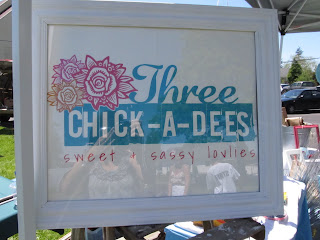 Three
CHICK-A-DEES
sweet + sassy lovlies